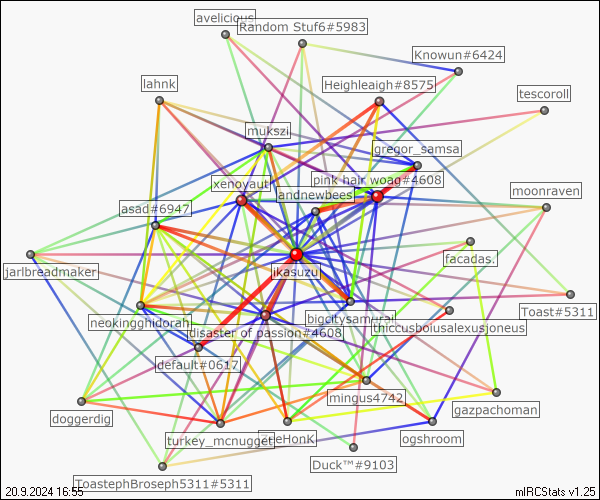 avelicious
Random Stuf6#5983
Knowun#6424
lahnk
Heighleaigh#8575
tescoroll
mukszi
gregor_samsa
xenoyaut
pink hair woag#4608
landnewbees
moonraven
asad#6947
facadas.
jarlbreadmaker
ikasuzu
Toast#5311
neokingghidorah
bigcitysamurai
disaster of passion#4608
thiccusboiusalexusjoneus
default#0617
mingus4742
gazpachoman
doggerdig
turkey_mcnugget
ogshroom
Duck™#9103
ToastephBroseph5311#5311
20.9.2024 16:55
mIRCStats v1.25